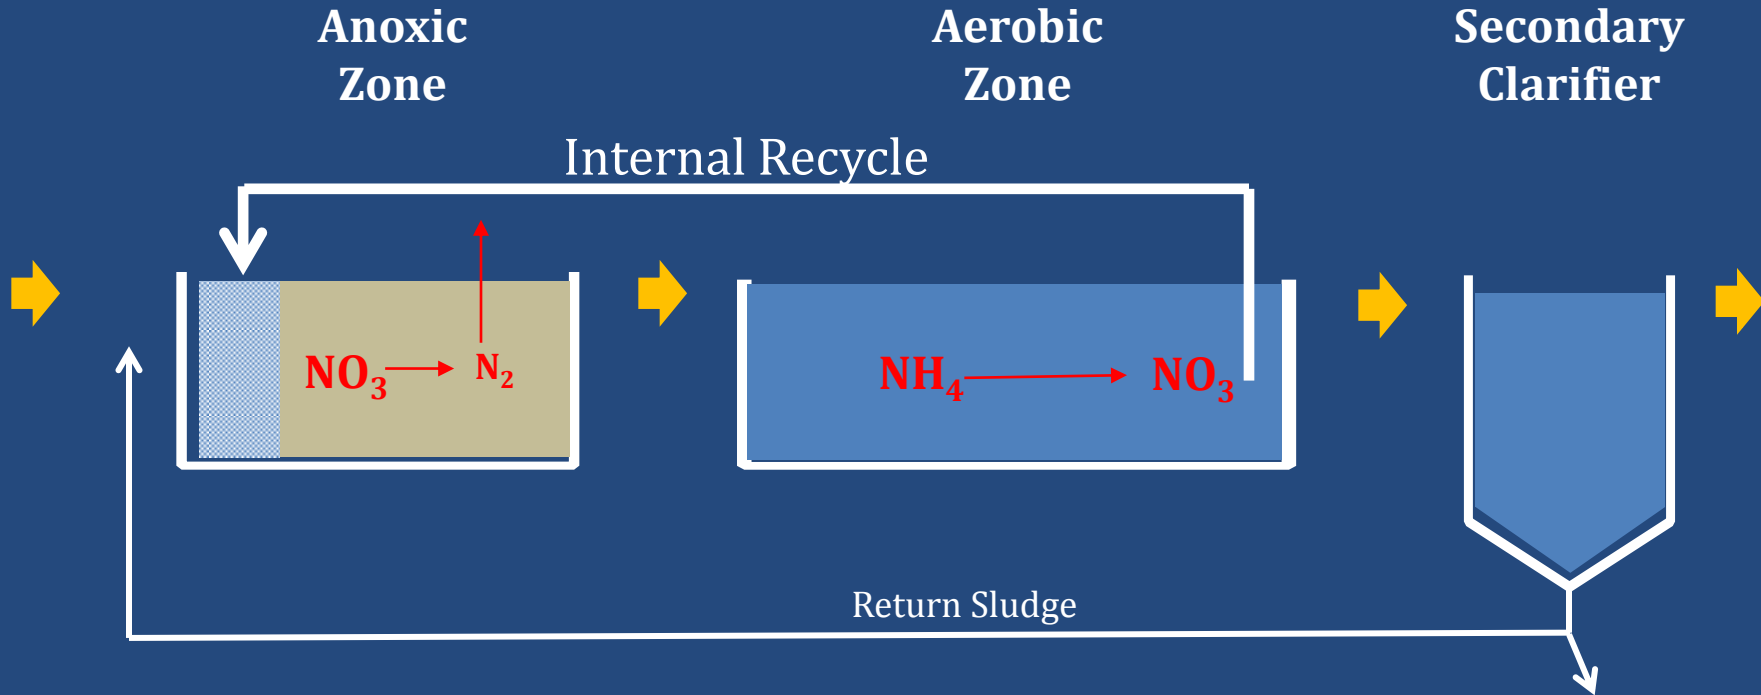 Anoxic
Zone
Aerobic
Zone
Secondary
Clarifier
Internal Recycle
NO₃
N₂
NH₄
NO₃
Return Sludge